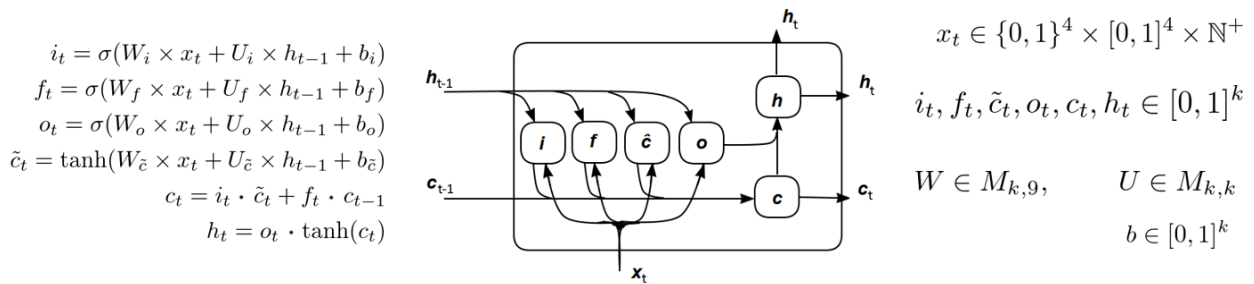 i_t = σ(W_i × x_t + U_i × h_{t−1} + b_i)
f_t = σ(W_f × x_t + U_f × h_{t−1} + b_f)
o_t = σ(W_o × x_t + U_o × h_{t−1} + b_o)
c̃_t = tanh(W_c̃ × x_t + U_c̃ × h_{t−1} + b_c̃)
c_t = i_t · c̃_t + f_t · c_{t−1}
h_t = o_t · tanh(c_t)
h_t
h_{t-1}
h
h_t
i f ĉ o
c_{t-1}
c
c_t
x_t
x_t ∈ {0, 1}^4 × [0, 1]^4 × ℕ^+
i_t, f_t, c̃_t, o_t, c_t, h_t ∈ [0, 1]^k
W ∈ M_{k,9}, U ∈ M_{k,k}
b ∈ [0, 1]^k